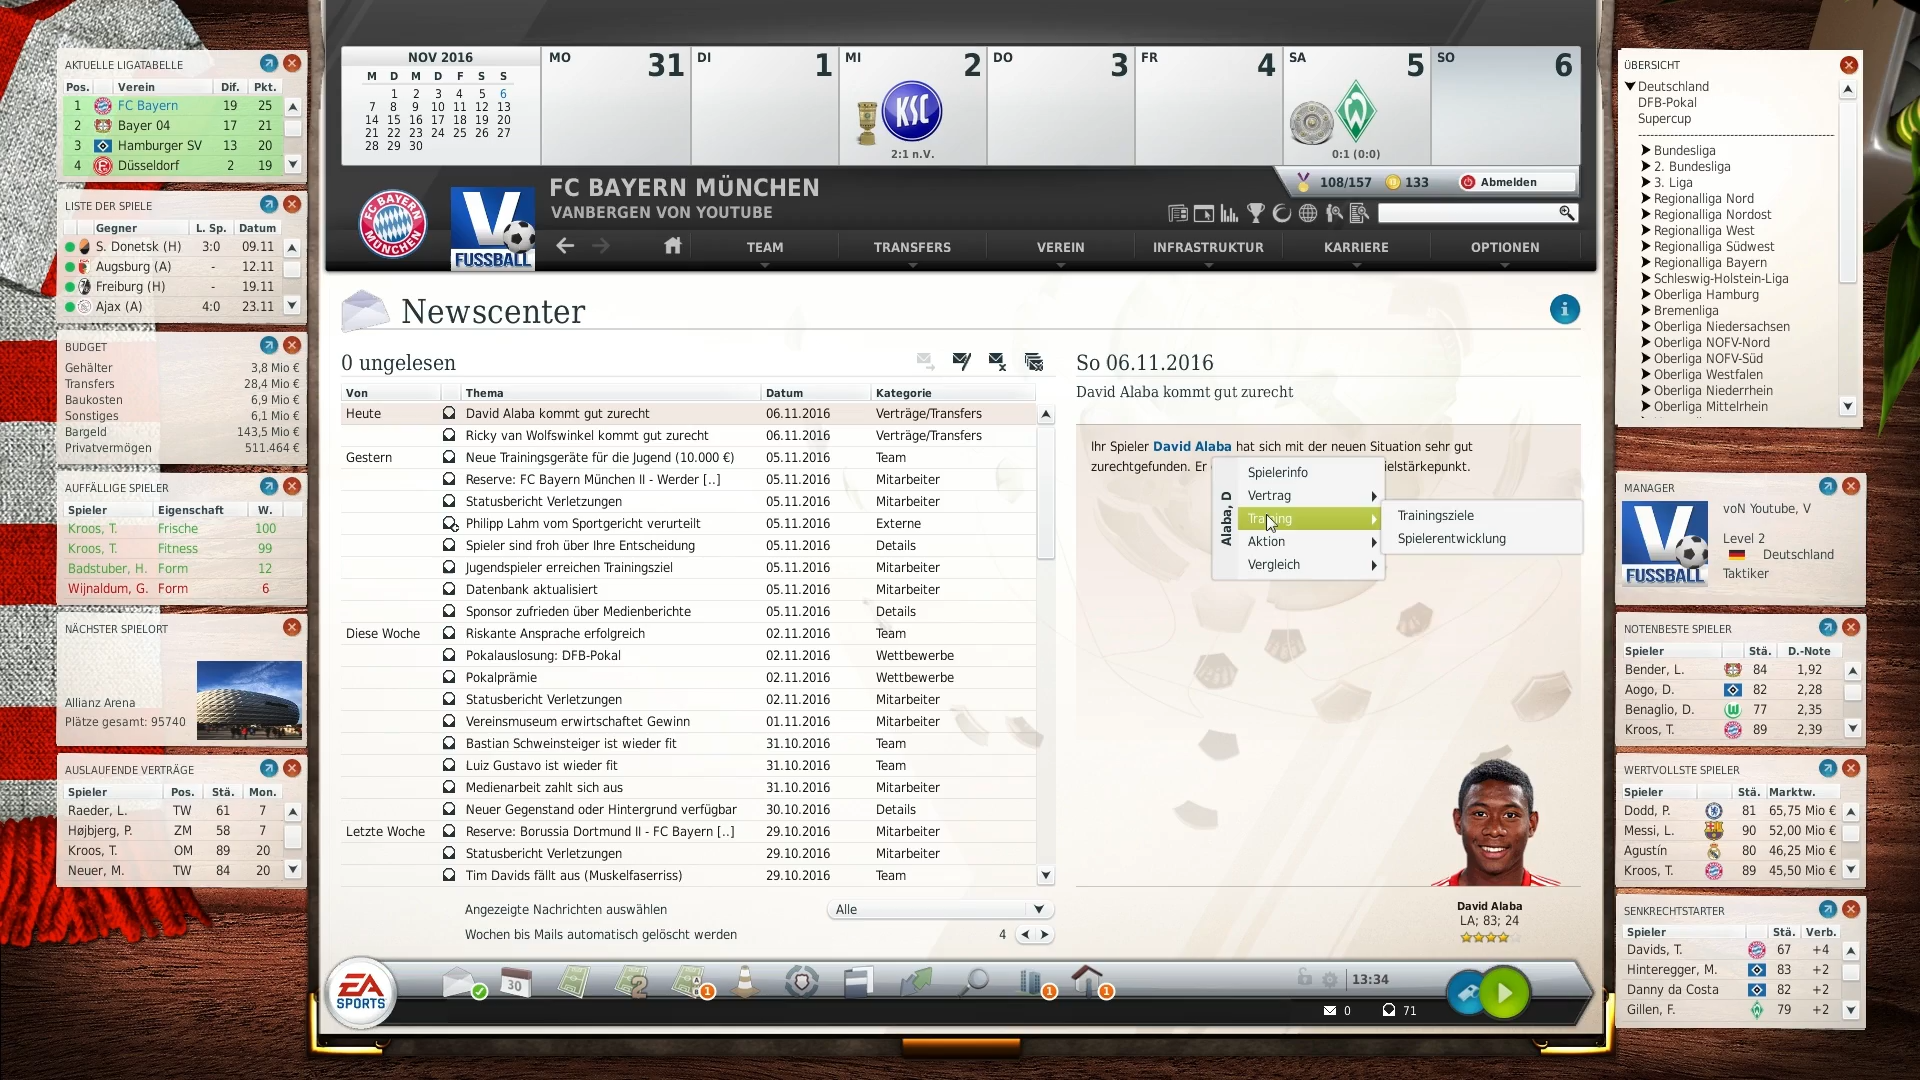 AKTUELLE LIGATABELLE
Pos. Verein Dif. Pkt.
1 FC Bayern 19 25
2 Bayer 04 17 21
3 Hamburger SV 13 20
4 Düsseldorf 2 19
LISTE DER SPIELE
Gegner L. Sp. Datum
S. Donetsk (H) 3:0 09.11
Augsburg (A) - 12.11
Freiburg (H) - 19.11
Ajax (A) 4:0 23.11
BUDGET
Gehälter 3,8 Mio €
Transfers 28,4 Mio €
Baukosten 6,9 Mio €
Sonstiges 6,1 Mio €
Bargeld 143,5 Mio €
Privatvermögen 511.464 €
AUFFÄLLIGE SPIELER
Spieler Eigenschaft W.
Kroos, T. Frische 100
Kroos, T. Fitness 99
Badstuber, H. Form 12
Wijnaldum, G. Form 6
NÄCHSTER SPIELORT
Allianz Arena
Plätze gesamt: 95740
AUSLAUFENDE VERTRÄGE
Spieler Pos. Stä. Mon.
Raeder, L. TW 61 7
Højbjerg, P. ZM 58 7
Kroos, T. OM 89 20
Neuer, M. TW 84 20
NOV 2016
M D M D F S S
1 2 3 4 5 6
7 8 9 10 11 12 13
14 15 16 17 18 19 20
21 22 23 24 25 26 27
28 29 30
MO 31 DI 1 MI 2 DO 3 FR 4 SA 5 SO 6
KSC
2:1 n.V.
0:1 (0:0)
108/157 133 Abmelden
FC BAYERN MÜNCHEN
V FUSSBALL
FC BAYERN MÜNCHEN
VANBERGEN VON YOUTUBE
TEAM TRANSFERS VEREIN INFRASTRUKTUR KARRIERE OPTIONEN
Newscenter
0 ungelesen
Von Thema Datum Kategorie
Heute David Alaba kommt gut zurecht 06.11.2016 Verträge/Transfers
Ricky van Wolfswinkel kommt gut zurecht 06.11.2016 Verträge/Transfers
Gestern Neue Trainingsgeräte für die Jugend (10.000 €) 05.11.2016 Team
Reserve: FC Bayern München II - Werder [..] 05.11.2016 Mitarbeiter
Statusbericht Verletzungen 05.11.2016 Mitarbeiter
Philipp Lahm vom Sportgericht verurteilt 05.11.2016 Externe
Spieler sind froh über Ihre Entscheidung 05.11.2016 Details
Jugendspieler erreichen Trainingsziel 05.11.2016 Mitarbeiter
Datenbank aktualisiert 05.11.2016 Mitarbeiter
Sponsor zufrieden über Medienberichte 05.11.2016 Details
Diese Woche Riskante Ansprache erfolgreich 02.11.2016 Team
Pokalauslosung: DFB-Pokal 02.11.2016 Wettbewerbe
Pokalprämie 02.11.2016 Wettbewerbe
Statusbericht Verletzungen 02.11.2016 Mitarbeiter
Vereinsmuseum erwirtschaftet Gewinn 01.11.2016 Mitarbeiter
Bastian Schweinsteiger ist wieder fit 31.10.2016 Team
Luiz Gustavo ist wieder fit 31.10.2016 Team
Medienarbeit zahlt sich aus 31.10.2016 Mitarbeiter
Neuer Gegenstand oder Hintergrund verfügbar 30.10.2016 Details
Letzte Woche Reserve: Borussia Dortmund II - FC Bayern [..] 29.10.2016 Mitarbeiter
Statusbericht Verletzungen 29.10.2016 Mitarbeiter
Tim Davids fällt aus (Muskelfaserriss) 29.10.2016 Team
Angezeigte Nachrichten auswählen Alle
Wochen bis Mails automatisch gelöscht werden 4
So 06.11.2016
David Alaba kommt gut zurecht
Ihr Spieler David Alaba hat sich mit der neuen Situation sehr gut
zurechtgefunden. Er ielstärkepunkt.
Alaba, D
Spielerinfo
Vertrag
Training
Aktion
Vergleich
Trainingsziele
Spielerentwicklung
David Alaba
LA; 83; 24
EA SPORTS
30 2 A B 1 1 1
13:34
0 71
ÜBERSICHT
Deutschland
DFB-Pokal
Supercup
Bundesliga
2. Bundesliga
3. Liga
Regionalliga Nord
Regionalliga Nordost
Regionalliga West
Regionalliga Südwest
Regionalliga Bayern
Schleswig-Holstein-Liga
Oberliga Hamburg
Bremenliga
Oberliga Niedersachsen
Oberliga NOFV-Nord
Oberliga NOFV-Süd
Oberliga Westfalen
Oberliga Niederrhein
Oberliga Mittelrhein
MANAGER
V FUSSBALL
voN Youtube, V
Level 2
Deutschland
Taktiker
NOTENBESTE SPIELER
Spieler Stä. D.-Note
Bender, L. 84 1,92
Aogo, D. 82 2,28
Benaglio, D. 77 2,35
Kroos, T. 89 2,39
WERTVOLLSTE SPIELER
Spieler Stä. Marktw.
Dodd, P. 81 65,75 Mio €
Messi, L. 90 52,00 Mio €
Agustín 80 46,25 Mio €
Kroos, T. 89 45,50 Mio €
SENKRECHTSTARTER
Spieler Stä. Verb.
Davids, T. 67 +4
Hinteregger, M. 83 +2
Danny da Costa 82 +2
Gillen, F. 79 +2